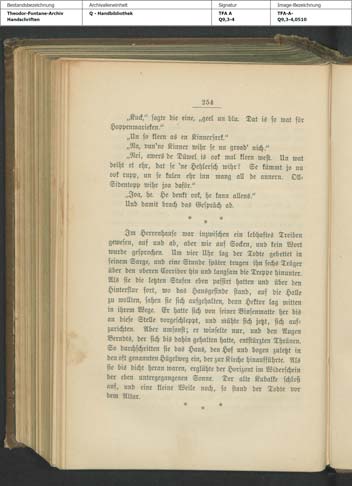 Bestandsbezeichnung
Theodor-Fontane-Archiv
Handschriften
Archivalieneinheit
Q - Handbibliothek
Signatur
TFA A
Q9,3-4
Image-Bezeichnung
TFA-A-
Q9,3-4,0510
254
„Kuck,“ sagte die eine, „geel un blu. Dat is so wat för
Hoppenmarieken.“
„Un so kleen as en Kinnersark.“
„Na, vun'ne Kinner wihr se nu groad' nich.“
„Nei, awers de Düwel is ook mal kleen west. Un wat
deiht et ehr, dat se 'ne Hehlersch wihr? Se kümmt jo nu
ook rupp, un se kalen ehr inn wang all de annern. Oll-
Sidentopp wihr joa daför.“
„Joa, he. He denkt ook, he kann allens.“
Und damit brach das Gespräch ab.
* * *
Im Herrenhause war inzwischen ein lebhaftes Treiben
gewesen, auf und ab, aber wie auf Socken, und kein Wort
wurde gesprochen. Um vier Uhr lag der Todte gebettet in
seinem Sarge, und eine Stunde später trugen ihn sechs Träger
über den oberen Corridor hin und langsam die Treppe hinunter.
Als sie die letzten Stufen eben passirt hatten und über den
Hinterflur fort, wo das Hausgesinde stand, auf die Halle
zu wollten, sahen sie sich aufgehalten, denn Hektor lag mitten
in ihrem Wege. Er hatte sich von seiner Binsenmatte her bis
an diese Stelle vorgeschleppt, und mühte sich jetzt, sich auf-
zurichten. Aber umsonst; er winselte nur, und den Augen
Berndts, der sich bis dahin gehalten hatte, entstürzten Thränen.
So durchschritten sie das Haus, den Hof und bogen zuletzt in
den oft genannten Hügelweg ein, der zur Kirche hinaufführte. Als
sie bis dicht heran waren, erglühte der Horizont im Widerschein
der eben untergegangenen Sonne. Der alte Kubalke schloß
auf, und eine kleine Weile noch, so stand der Todte vor
dem Altar.
* * *